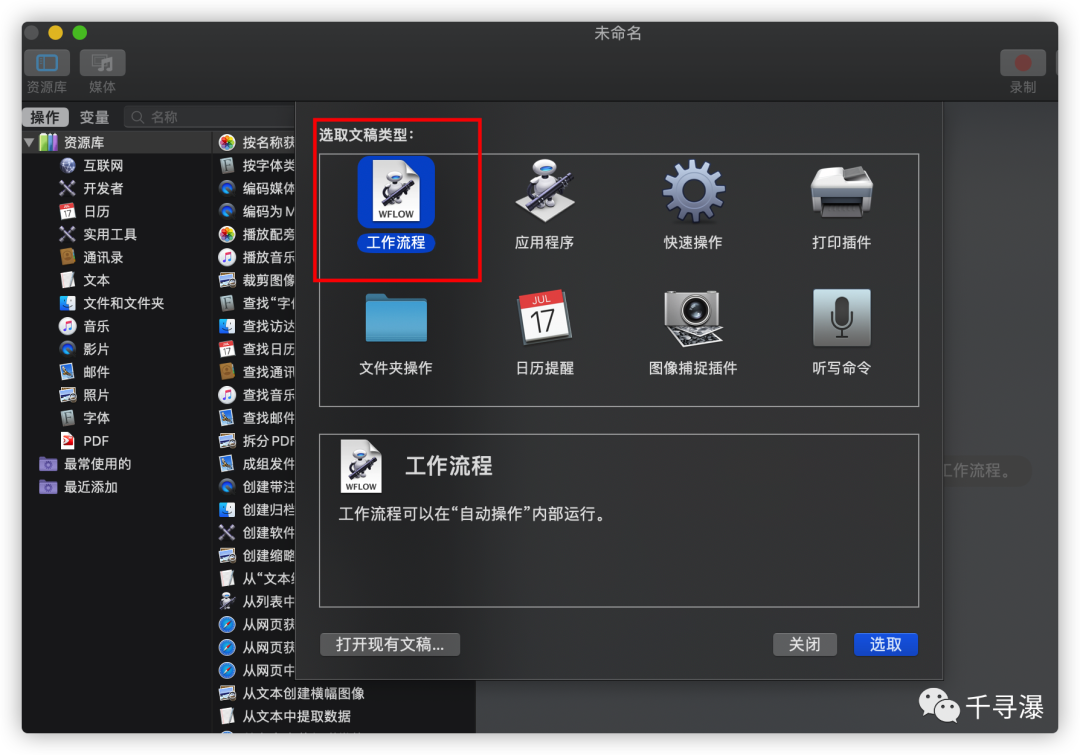 未命名
资源库
媒体
录制
操作
变量
名称
资源库
互联网
开发者
17
日历
实用工具
通讯录
文本
文件和文件夹
音乐
影片
邮件
照片
字体
PDF
最常使用的
最近添加
按名称获
按字体类
编码媒体
编码为 M
播放配旁
播放音乐
裁剪图像
查找“字体
查找访达
17
查找日历
查找通讯
查找音乐
查找邮件
拆分 PDF
成组发件
创建带注
创建归档
创建软件
创建缩略
从“文本编
从列表中
从网页获
从网页获
从网页中
从文本创建横幅图像
从文本中提取数据
选取文稿类型：
WFLOW
工作流程
应用程序
快速操作
打印插件
文件夹操作
JUL
17
日历提醒
图像捕捉插件
听写命令
WFLOW
工作流程
工作流程可以在“自动操作”内部运行。
工作流程。
打开现有文稿...
关闭
选取
千寻瀑